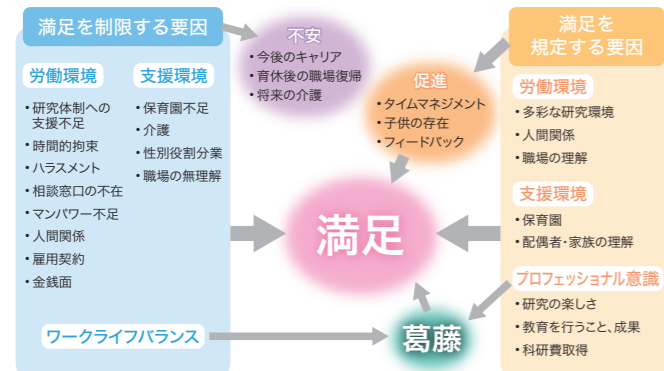 満足を制限する要因
労働環境
・研究体制への
支援不足
・時間的拘束
・ハラスメント
・相談窓口の不在
・マンパワー不足
・人間関係
・雇用契約
・金銭面
支援環境
・保育園不足
・介護
・性別役割分業
・職場の無理解
ワークライフバランス
不安
・今後のキャリア
・育休後の職場復帰
・将来の介護
促進
・タイムマネジメント
・子供の存在
・フィードバック
満足
葛藤
満足を
規定する要因
労働環境
・多彩な研究環境
・人間関係
・職場の理解
支援環境
・保育園
・配偶者・家族の理解
プロフェッショナル意識
・研究の楽しさ
・教育を行うこと、成果
・科研費取得